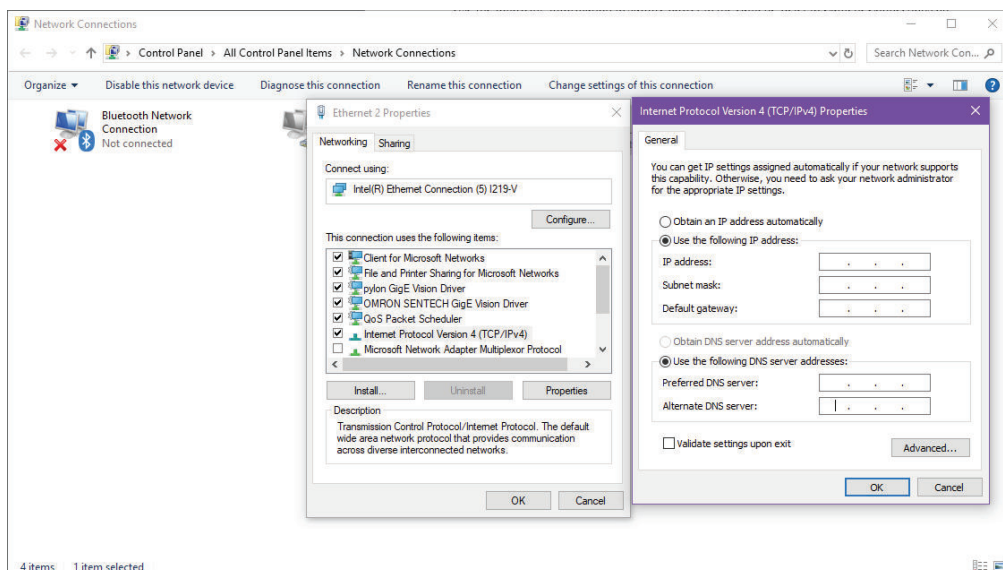 Network Connections
Control Panel > All Control Panel Items > Network Connections
Search Network Con...
Organize
Disable this network device
Diagnose this connection
Rename this connection
Change settings of this connection
Bluetooth Network
Connection
Not connected
Ethernet 2 Properties
Networking
Sharing
Connect using:
Intel(R) Ethernet Connection (5) I219-V
Configure...
This connection uses the following items:
Client for Microsoft Networks
File and Printer Sharing for Microsoft Networks
pylon GigE Vision Driver
OMRON SENTECH GigE Vision Driver
QoS Packet Scheduler
Internet Protocol Version 4 (TCP/IPv4)
Microsoft Network Adapter Multiplexor Protocol
Install...
Uninstall
Properties
Description
Transmission Control Protocol/Internet Protocol. The default
wide area network protocol that provides communication
across diverse interconnected networks.
OK
Cancel
Internet Protocol Version 4 (TCP/IPv4) Properties
General
You can get IP settings assigned automatically if your network supports
this capability. Otherwise, you need to ask your network administrator
for the appropriate IP settings.
Obtain an IP address automatically
Use the following IP address:
IP address:
Subnet mask:
Default gateway:
Obtain DNS server address automatically
Use the following DNS server addresses:
Preferred DNS server:
Alternate DNS server:
Validate settings upon exit
Advanced...
OK
Cancel
4 items
1 item selected